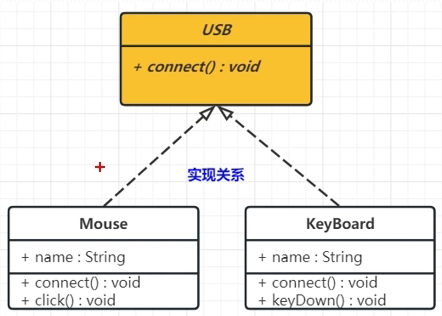 USB
+ connect() : void
实现关系
Mouse
+ name : String
+ connect() : void
+ click() : void
KeyBoard
+ name : String
+ connect() : void
+ keyDown() : void